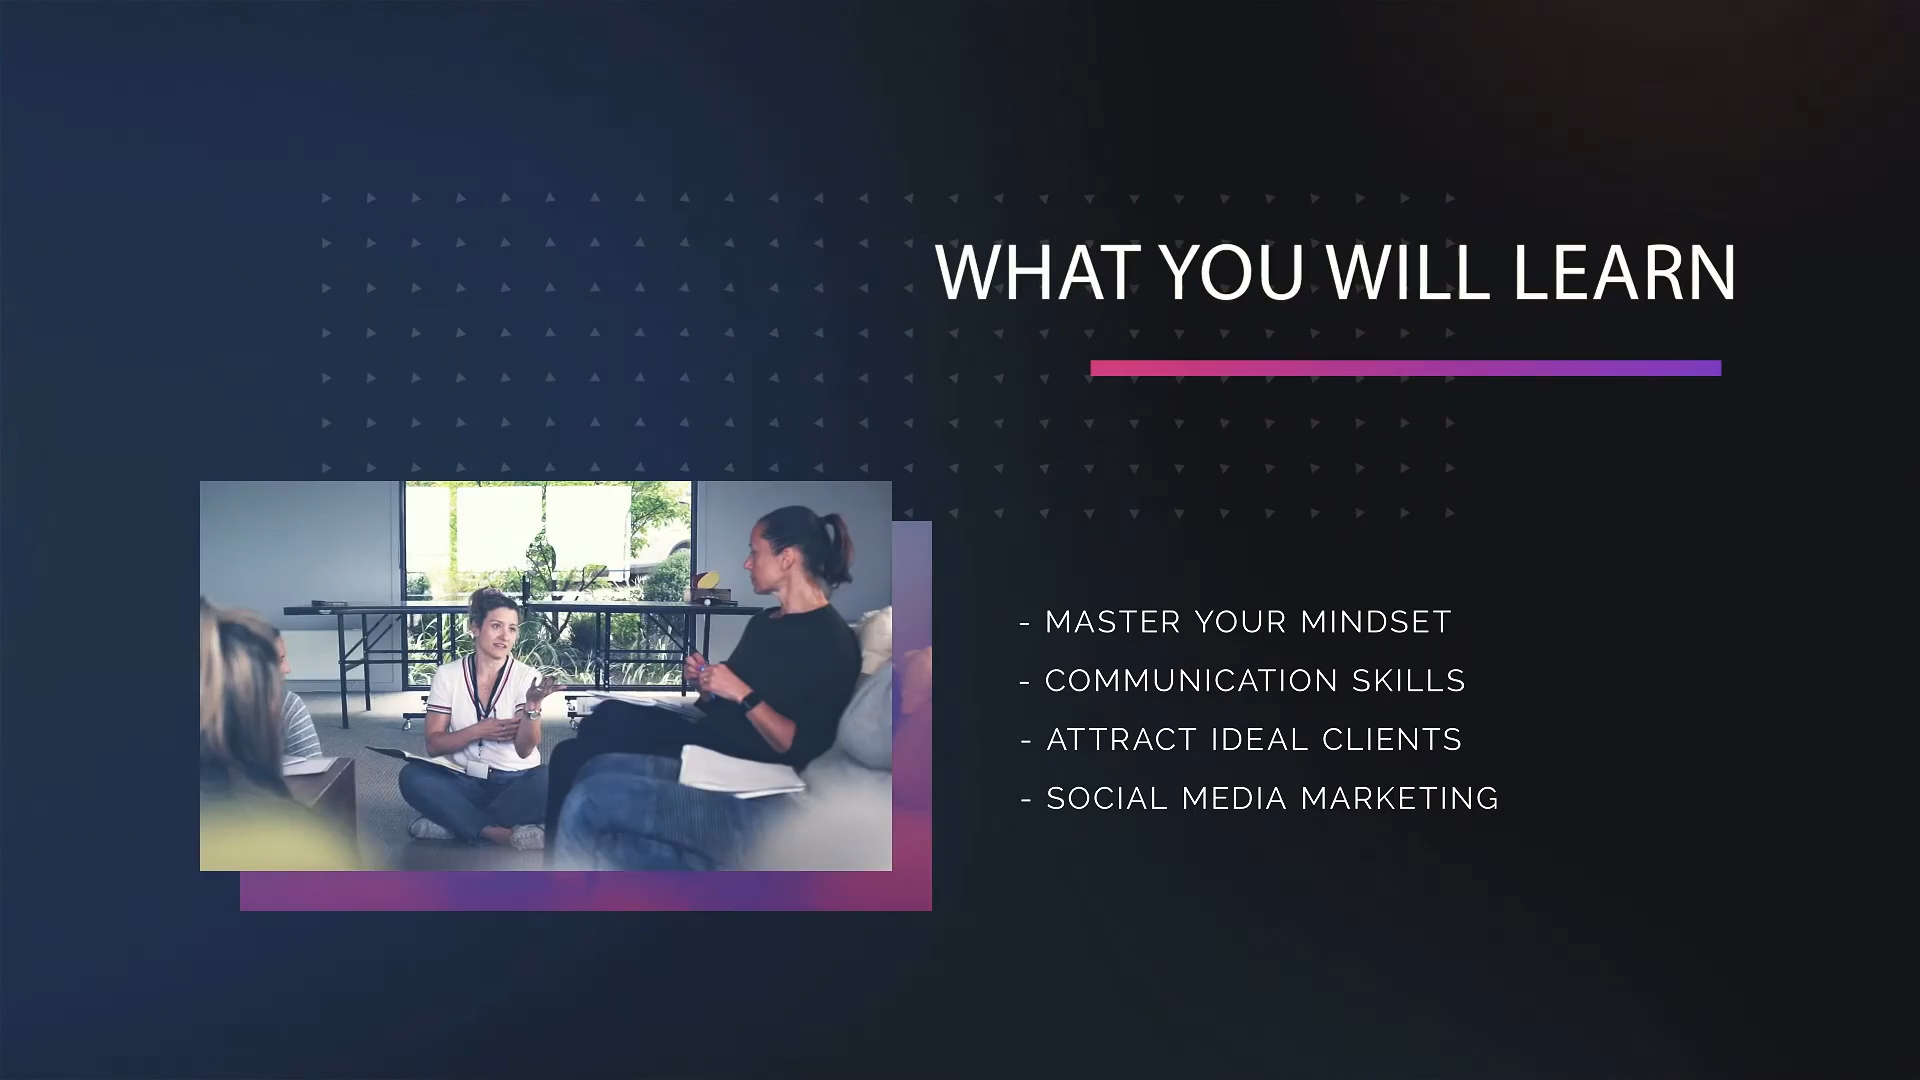 WHAT YOU WILL LEARN
- MASTER YOUR MINDSET
- COMMUNICATION SKILLS
- ATTRACT IDEAL CLIENTS
- SOCIAL MEDIA MARKETING